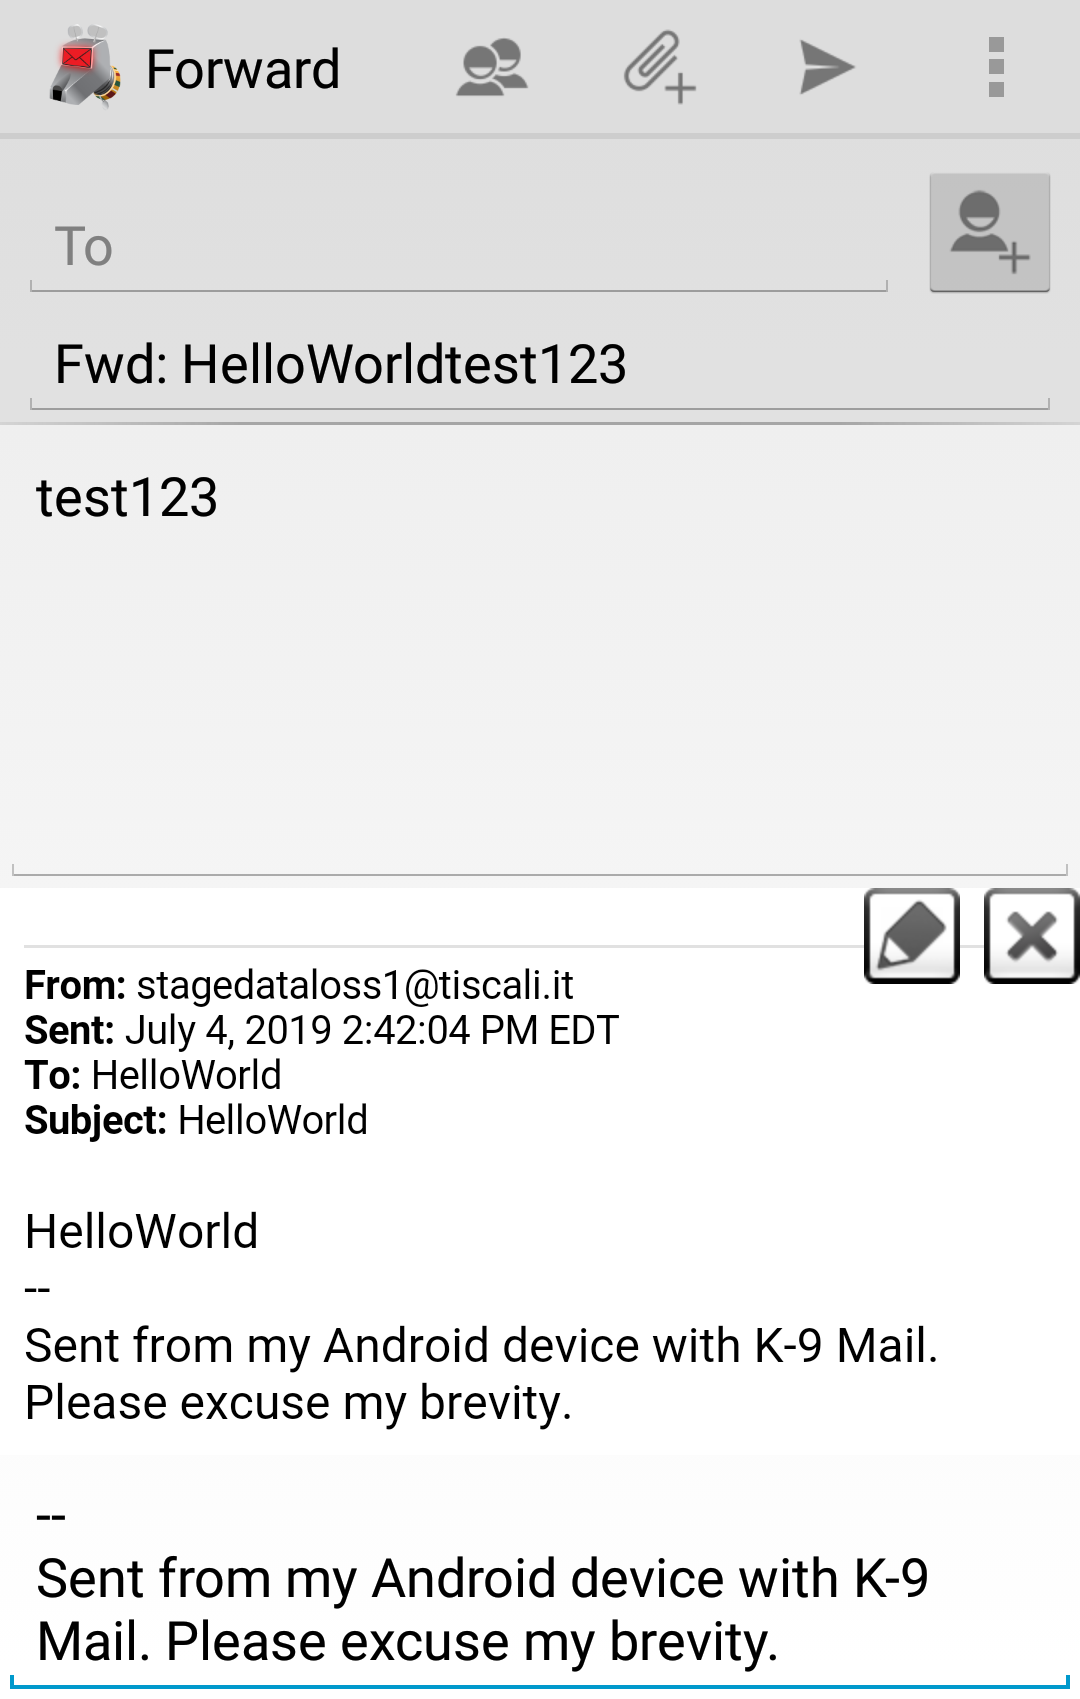 Forward
To
Fwd: HelloWorldtest123
test123
From: stagedataloss1@tiscali.it
Sent: July 4, 2019 2:42:04 PM EDT
To: HelloWorld
Subject: HelloWorld
HelloWorld
--
Sent from my Android device with K-9 Mail.
Please excuse my brevity.
--
Sent from my Android device with K-9
Mail. Please excuse my brevity.